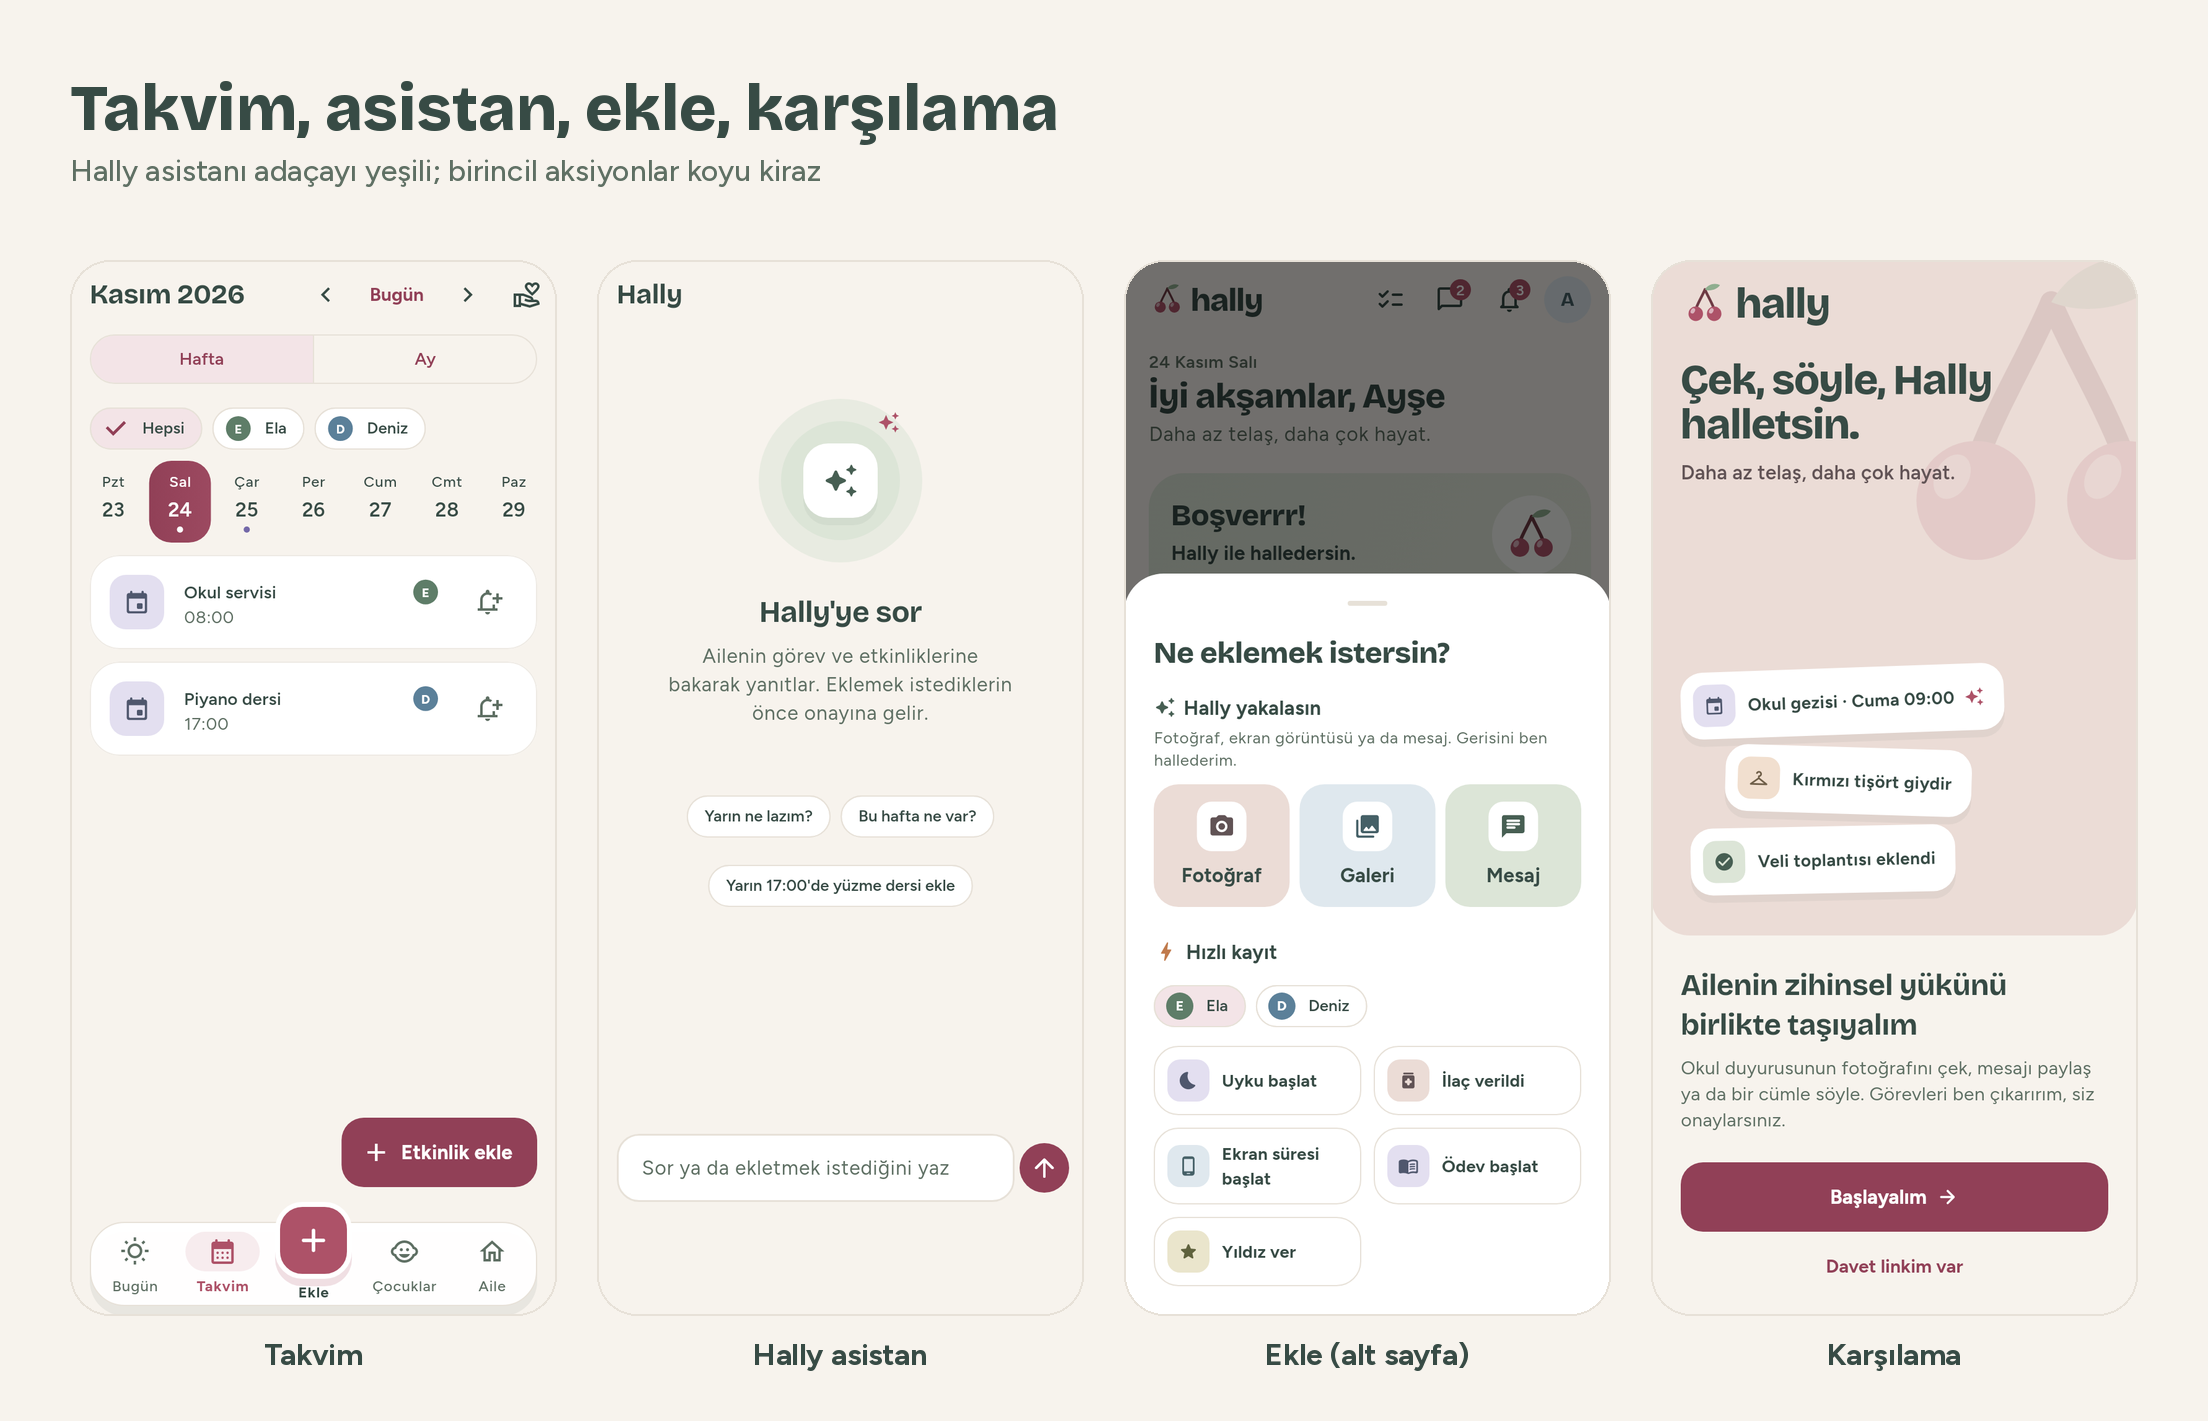 Takvim, asistan, ekle, karşılama
Hally asistanı adaçayı yeşili; birincil aksiyonlar koyu kiraz
Kasım 2026
Bugün
Hafta
Ay
Hepsi
E
Ela
D
Deniz
Pzt
Sal
Çar
Per
Cum
Cmt
Paz
23
24
25
26
27
28
29
Okul servisi
E
08:00
Piyano dersi
D
17:00
Etkinlik ekle
Bugün
Takvim
Ekle
Çocuklar
Aile
Takvim
Hally
Hally'ye sor
Ailenin görev ve etkinliklerine
bakarak yanıtlar. Eklemek istediklerin
önce onayına gelir.
Yarın ne lazım?
Bu hafta ne var?
Yarın 17:00'de yüzme dersi ekle
Sor ya da ekletmek istediğini yaz
Hally asistan
hally
2
3
A
24 Kasım Salı
İyi akşamlar, Ayşe
Daha az telaş, daha çok hayat.
Boşverrr!
Hally ile halledersin.
Ne eklemek istersin?
Hally yakalasın
Fotoğraf, ekran görüntüsü ya da mesaj. Gerisini ben
hallederim.
Fotoğraf
Galeri
Mesaj
Hızlı kayıt
E
Ela
D
Deniz
Uyku başlat
İlaç verildi
Ekran süresi
başlat
Ödev başlat
Yıldız ver
Ekle (alt sayfa)
hally
Çek, söyle, Hally
halletsin.
Daha az telaş, daha çok hayat.
Okul gezisi · Cuma 09:00
Kırmızı tişört giydir
Veli toplantısı eklendi
Ailenin zihinsel yükünü
birlikte taşıyalım
Okul duyurusunun fotoğrafını çek, mesajı paylaş
ya da bir cümle söyle. Görevleri ben çıkarırım, siz
onaylarsınız.
Başlayalım
Davet linkim var
Karşılama